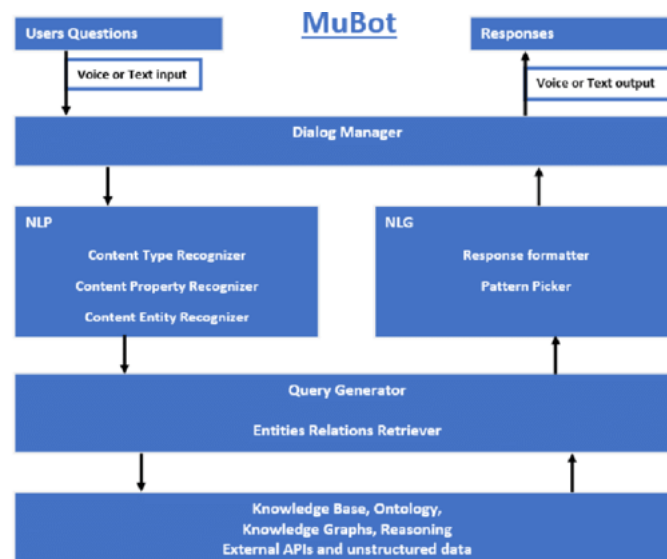 MuBot
Users Questions
Responses
Voice or Text input
Voice or Text output
Dialog Manager
NLP
Content Type Recognizer
Content Property Recognizer
Content Entity Recognizer
NLG
Response formatter
Pattern Picker
Query Generator
Entities Relations Retriever
Knowledge Base, Ontology,
Knowledge Graphs, Reasoning
External APIs and unstructured data